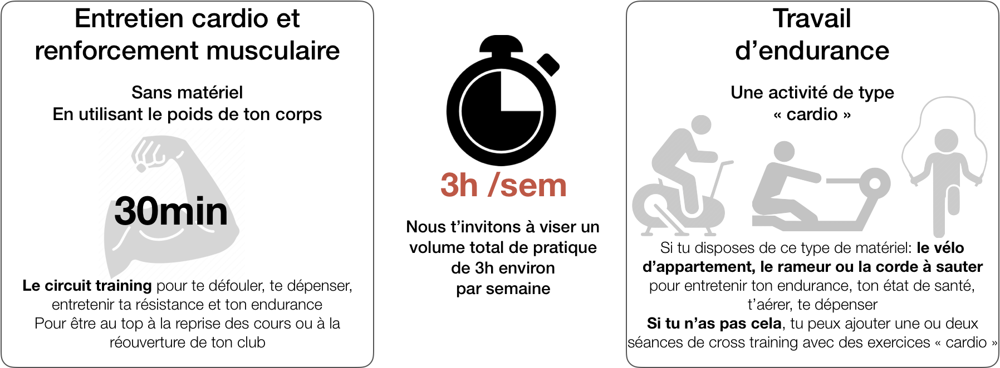 Entretien cardio et
renforcement musculaire
Sans matériel
En utilisant le poids de ton corps
30min
Le circuit training pour te défouler, te dépenser,
entretenir ta résistance et ton endurance
Pour être au top à la reprise des cours ou à la
réouverture de ton club
3h /sem
Nous t’invitons à viser un
volume total de pratique
de 3h environ
par semaine
Travail
d’endurance
Une activité de type
« cardio »
Si tu disposes de ce type de matériel: le vélo
d’appartement, le rameur ou la corde à sauter
pour entretenir ton endurance, ton état de santé,
t’aérer, te dépenser
Si tu n’as pas cela, tu peux ajouter une ou deux
séances de cross training avec des exercices « cardio »